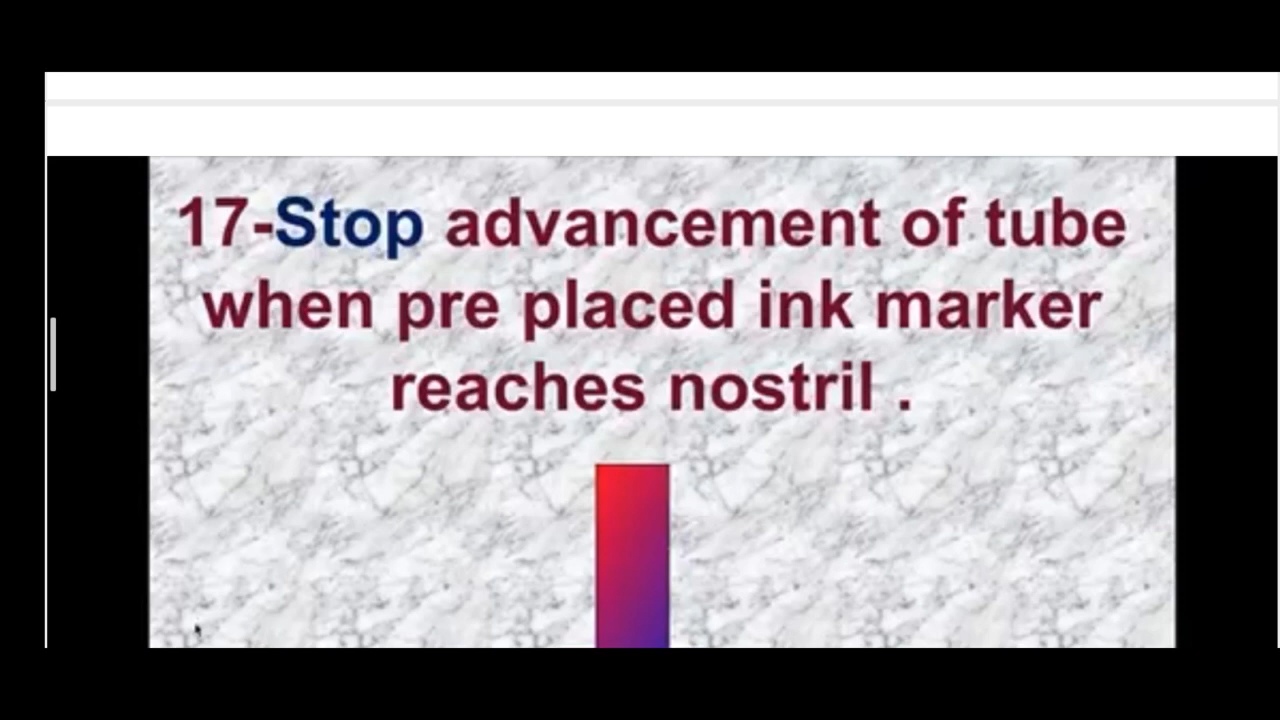 17-Stop advancement of tube
when pre placed ink marker
reaches nostril .